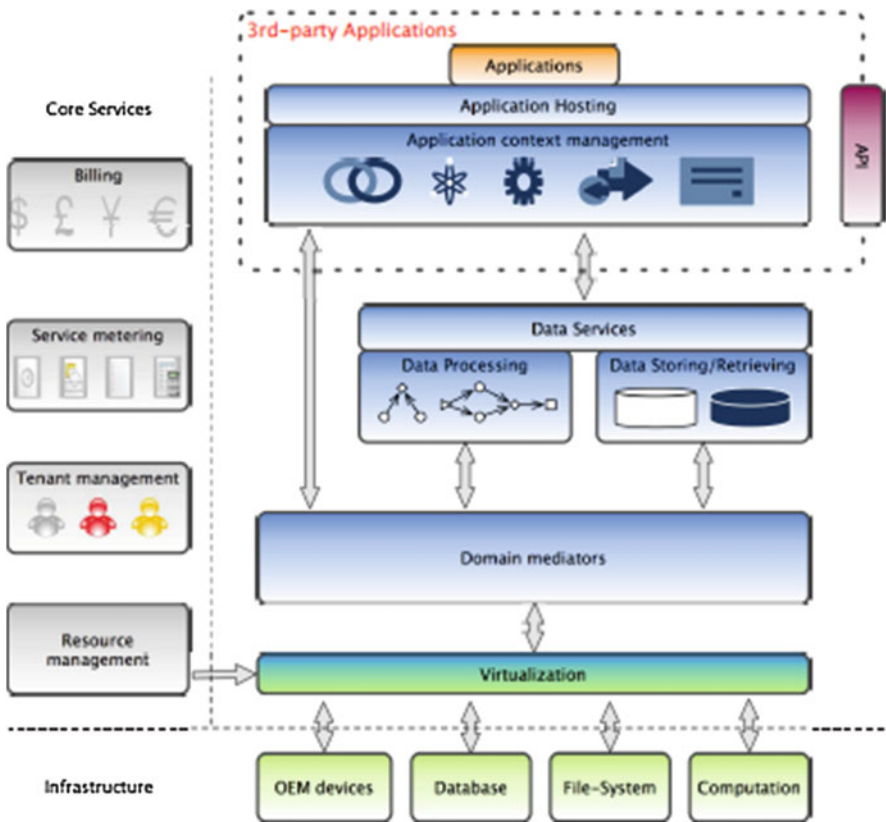 3rd-party Applications
Applications
Core Services
Application Hosting
Application context management
API
Billing
$ £ ¥ €
Data Services
Service metering
Data Processing
Data Storing/Retrieving
Tenant management
Domain mediators
Resource
management
Virtualization
Infrastructure
OEM devices
Database
File-System
Computation